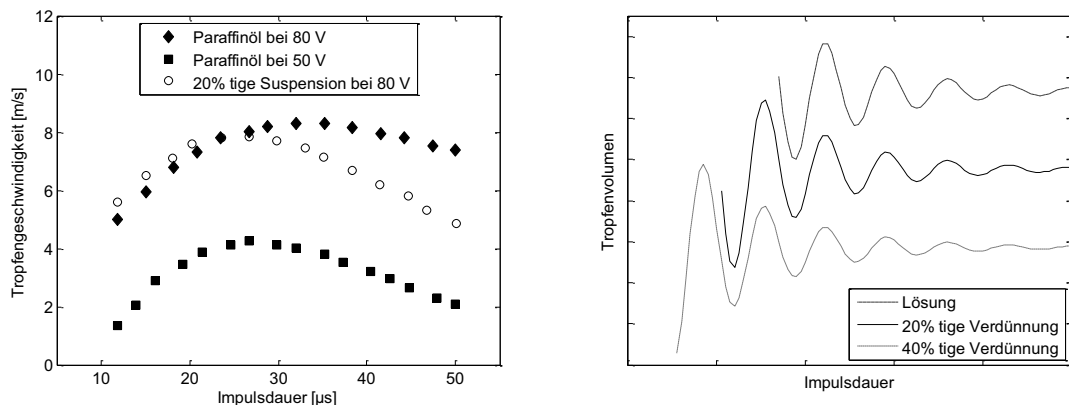 Tropfengeschwindigkeit [m/s]
12
10
8
6
4
2
0
Paraffinöl bei 80 V
Paraffinöl bei 50 V
20% tige Suspension bei 80 V
10
20
30
40
50
Impulsdauer [µs]
Tropfenvolumen
Lösung
20% tige Verdünnung
40% tige Verdünnung
Impulsdauer